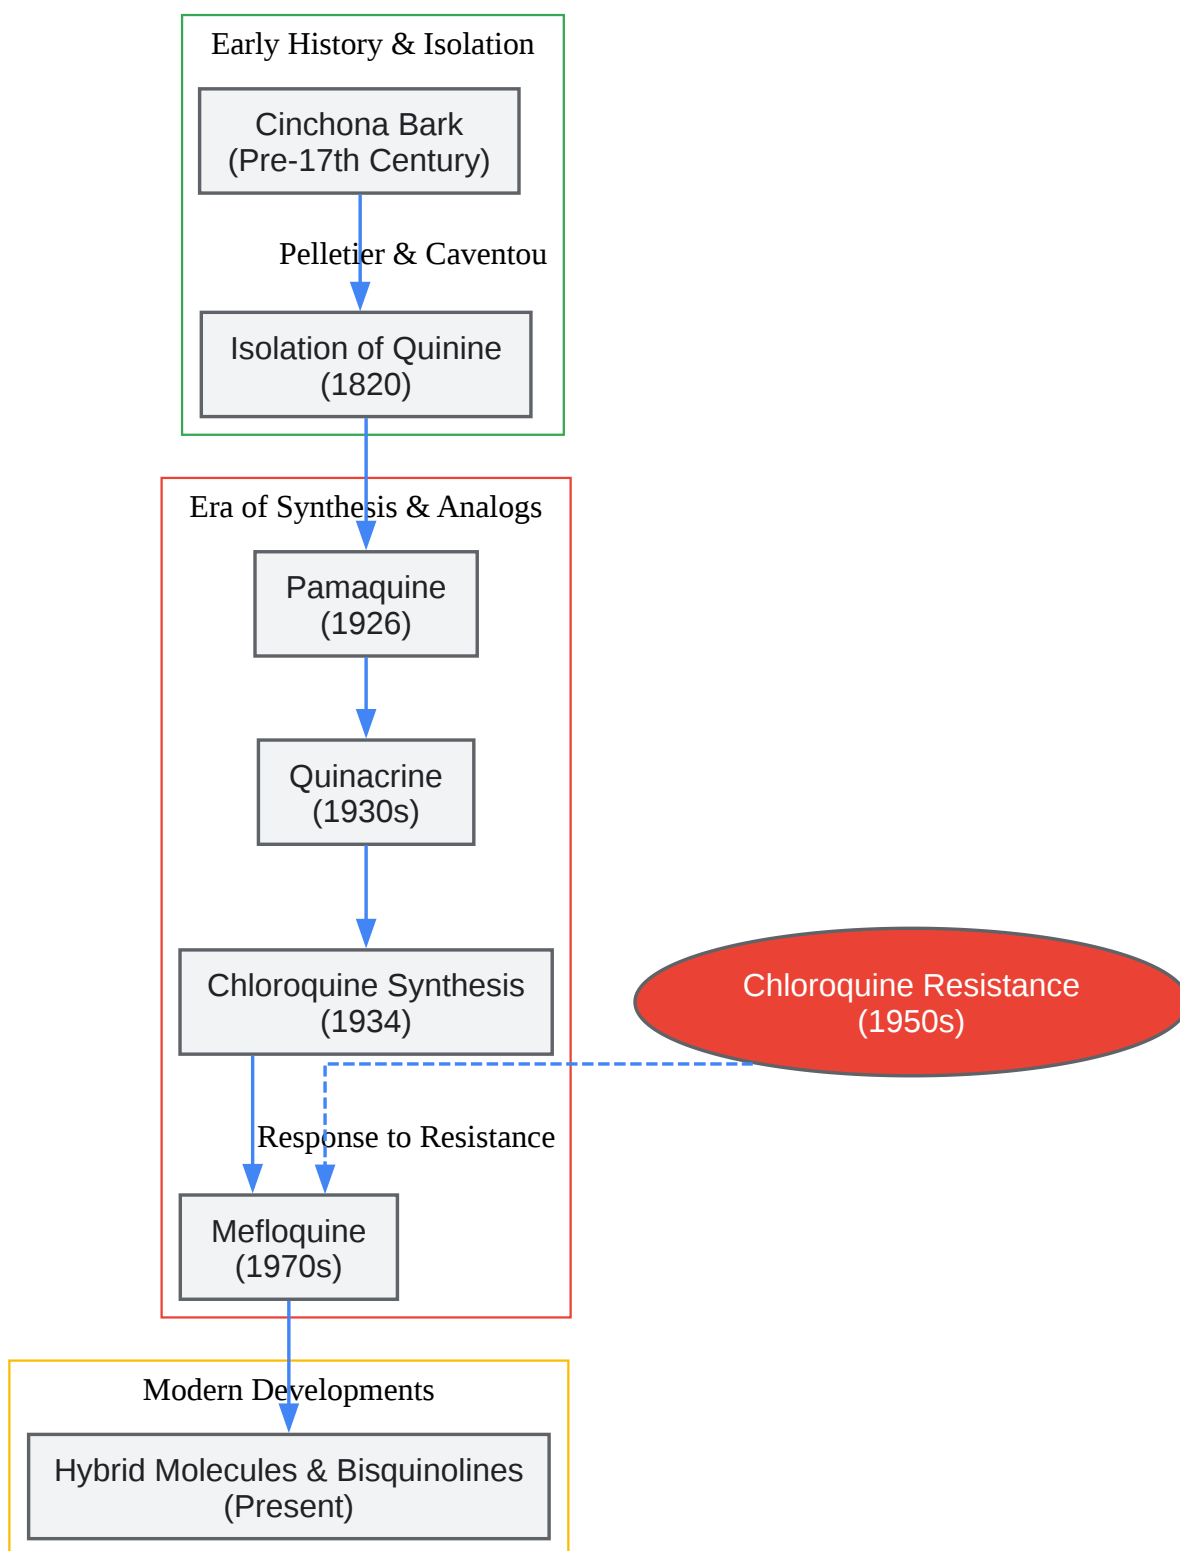 Early History & Isolation
Cinchona Bark
(Pre-17th Century)
Pelletier & Caventou
Isolation of Quinine
(1820)
Era of Synthesis & Analogs
Pamaquine
(1926)
Quinacrine
(1930s)
Chloroquine Synthesis
(1934)
Chloroquine Resistance
(1950s)
Response to Resistance
Mefloquine
(1970s)
Modern Developments
Hybrid Molecules & Bisquinolines
(Present)